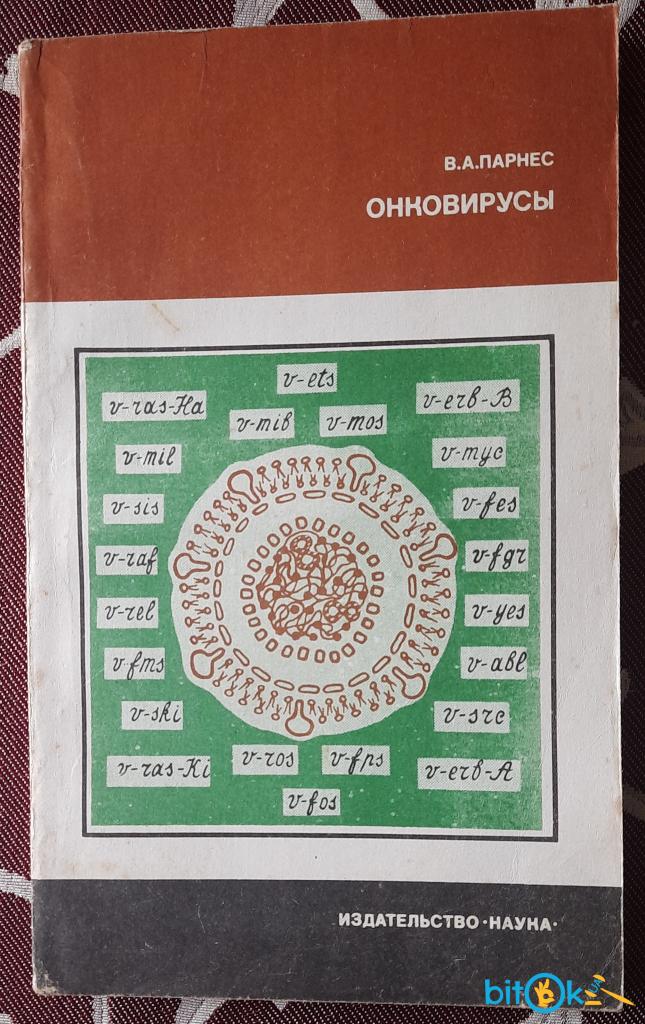 В.А.ПАРНЕС
ОНКОВИРУСЫ
v-ets
v-ras-Ha
v-mib
v-mos
v-erb-B
v-mil
v-myc
v-sis
v-fes
v-raf
v-fgr
v-rel
v-yes
v-fms
v-abl
v-ski
v-src
v-ras-Ki
v-ros
v-fps
v-erb-A
v-fos
ИЗДАТЕЛЬСТВО·НАУКА·
bitOk.ua